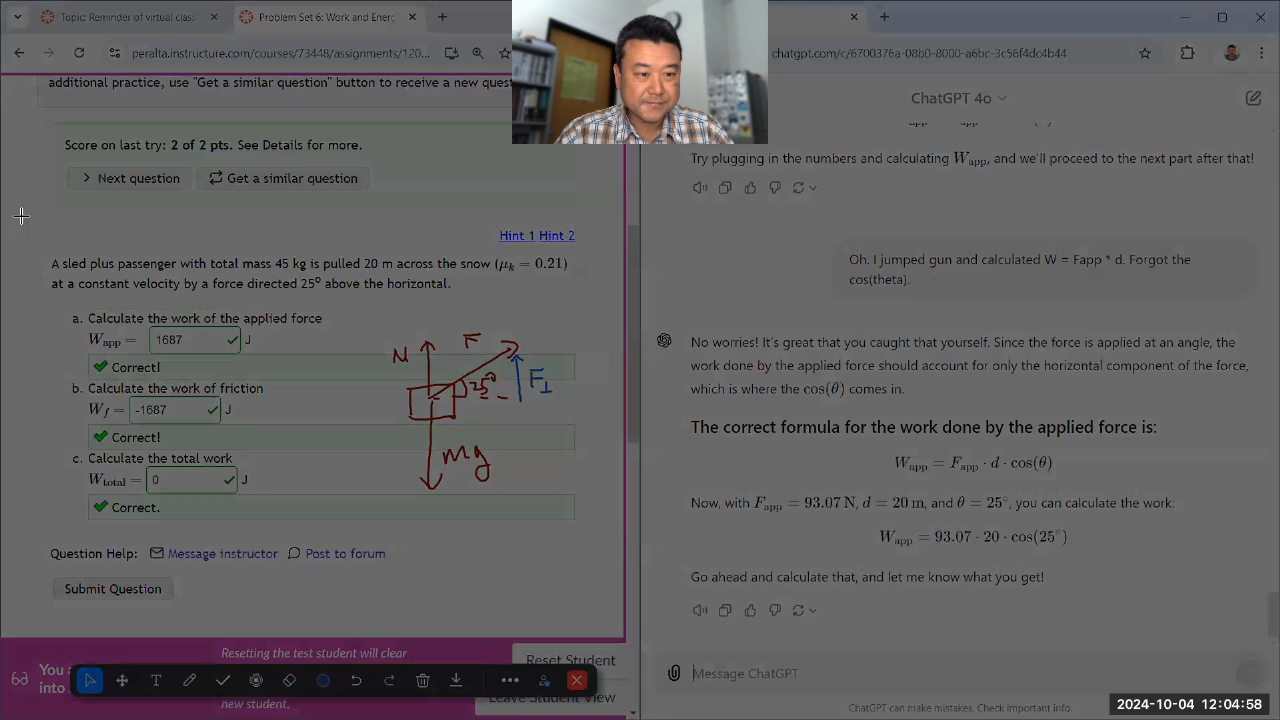 Topic: Reminder of virtual class
Problem Set 6: Work and Energ
peralta.instructure.com/courses/73448/assignments/120...
chatgpt.com/c/6700376a-08b0-8000-a6bc-3c56f4dc4b44
additional practice, use "Get a similar question" button to receive a new ques
Score on last try: 2 of 2 pts. See Details for more.
Next question
Get a similar question
Hint 1 Hint 2
A sled plus passenger with total mass 45 kg is pulled 20 m across the snow (μk = 0.21)
at a constant velocity by a force directed 25° above the horizontal.
a. Calculate the work of the applied force
Wapp = 1687 J
Correct!
b. Calculate the work of friction
Wf = -1687 J
Correct!
c. Calculate the total work
Wtotal = 0 J
Correct.
N
F
25°
F⊥
mg
Question Help: Message instructor Post to forum
Submit Question
You a
into
Resetting the test student will clear
new student.
Reset Student
Leave Student View
ChatGPT 4o
Try plugging in the numbers and calculating Wapp, and we'll proceed to the next part after that!
Oh. I jumped gun and calculated W = Fapp * d. Forgot the
cos(theta).
No worries! It's great that you caught that yourself. Since the force is applied at an angle, the
work done by the applied force should account for only the horizontal component of the force,
which is where the cos(θ) comes in.
The correct formula for the work done by the applied force is:
Wapp = Fapp · d · cos(θ)
Now, with Fapp = 93.07 N, d = 20 m, and θ = 25°, you can calculate the work:
Wapp = 93.07 · 20 · cos(25°)
Go ahead and calculate that, and let me know what you get!
Message ChatGPT
ChatGPT can make mistakes. Check important info.
2024-10-04 12:04:58